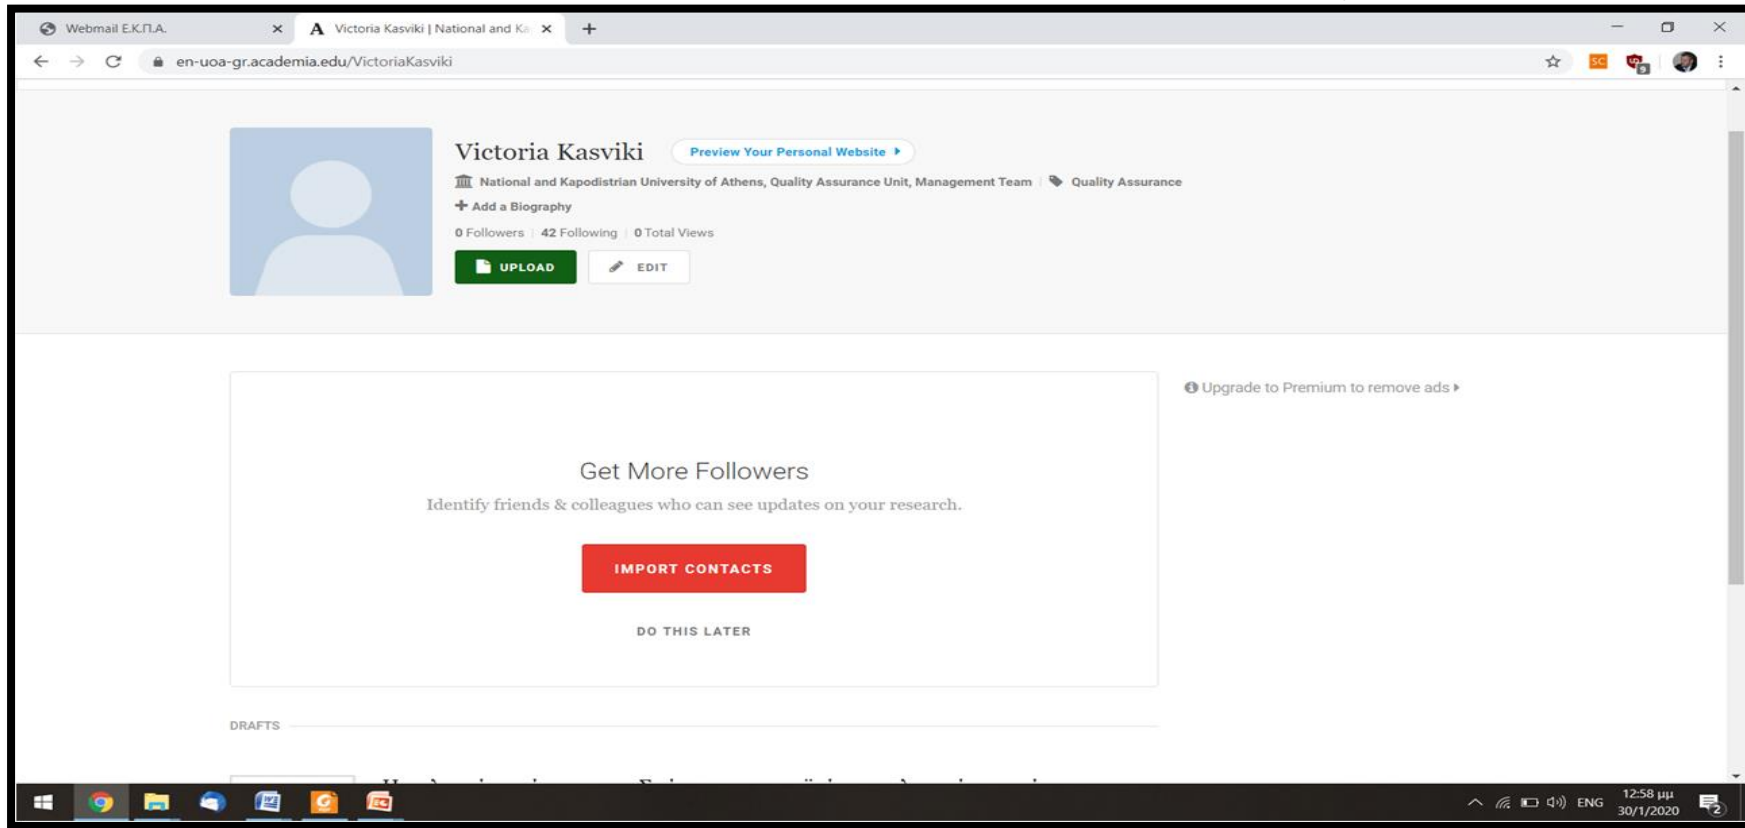 Webmail Ε.Κ.Π.Α.
A Victoria Kasviki | National and Ka
en-uoa-gr.academia.edu/VictoriaKasviki
SC
9
Victoria Kasviki Preview Your Personal Website
National and Kapodistrian University of Athens, Quality Assurance Unit, Management Team | Quality Assurance
+ Add a Biography
0 Followers | 42 Following | 0 Total Views
UPLOAD EDIT
Upgrade to Premium to remove ads
Get More Followers
Identify friends & colleagues who can see updates on your research.
IMPORT CONTACTS
DO THIS LATER
DRAFTS
ENG
12:58 μμ
30/1/2020
2